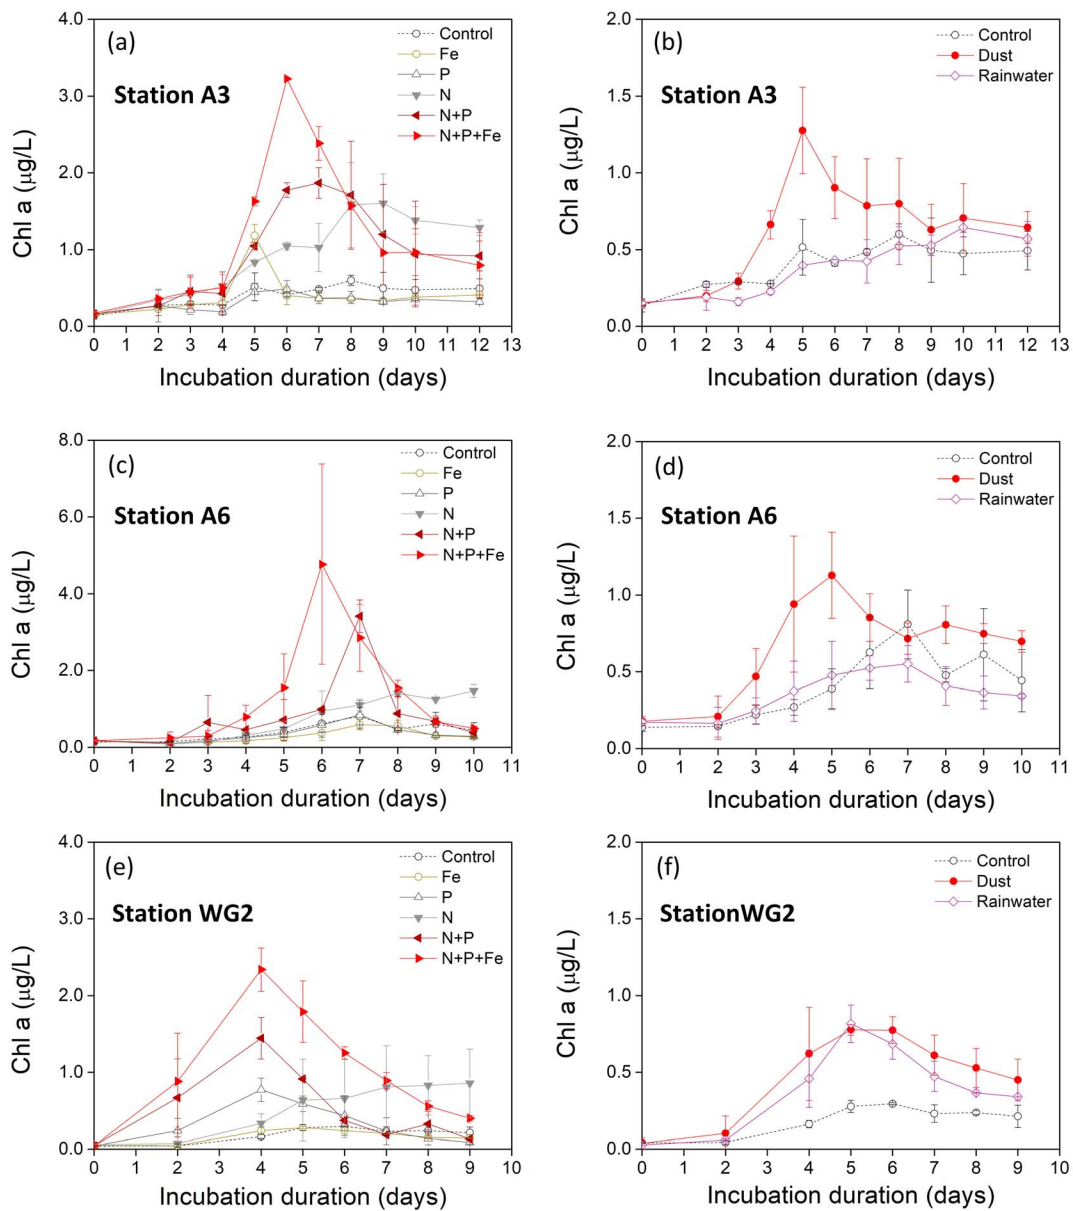 (a)
Station A3
Control
Fe
P
N
N+P
N+P+Fe
Chl a (μg/L)
4.0
3.0
2.0
1.0
0.0
0 1 2 3 4 5 6 7 8 9 10 11 12 13
Incubation duration (days)
(b)
Station A3
Control
Dust
Rainwater
Chl a (μg/L)
2.0
1.5
1.0
0.5
0.0
0 1 2 3 4 5 6 7 8 9 10 11 12 13
Incubation duration (days)
(c)
Station A6
Control
Fe
P
N
N+P
N+P+Fe
Chl a (μg/L)
8.0
6.0
4.0
2.0
0.0
0 1 2 3 4 5 6 7 8 9 10 11
Incubation duration (days)
(d)
Station A6
Control
Dust
Rainwater
Chl a (μg/L)
2.0
1.5
1.0
0.5
0.0
0 1 2 3 4 5 6 7 8 9 10 11
Incubation duration (days)
(e)
Station WG2
Control
Fe
P
N
N+P
N+P+Fe
Chl a (μg/L)
4.0
3.0
2.0
1.0
0.0
0 1 2 3 4 5 6 7 8 9 10
Incubation duration (days)
(f)
StationWG2
Control
Dust
Rainwater
Chl a (μg/L)
2.0
1.5
1.0
0.5
0.0
0 1 2 3 4 5 6 7 8 9 10
Incubation duration (days)